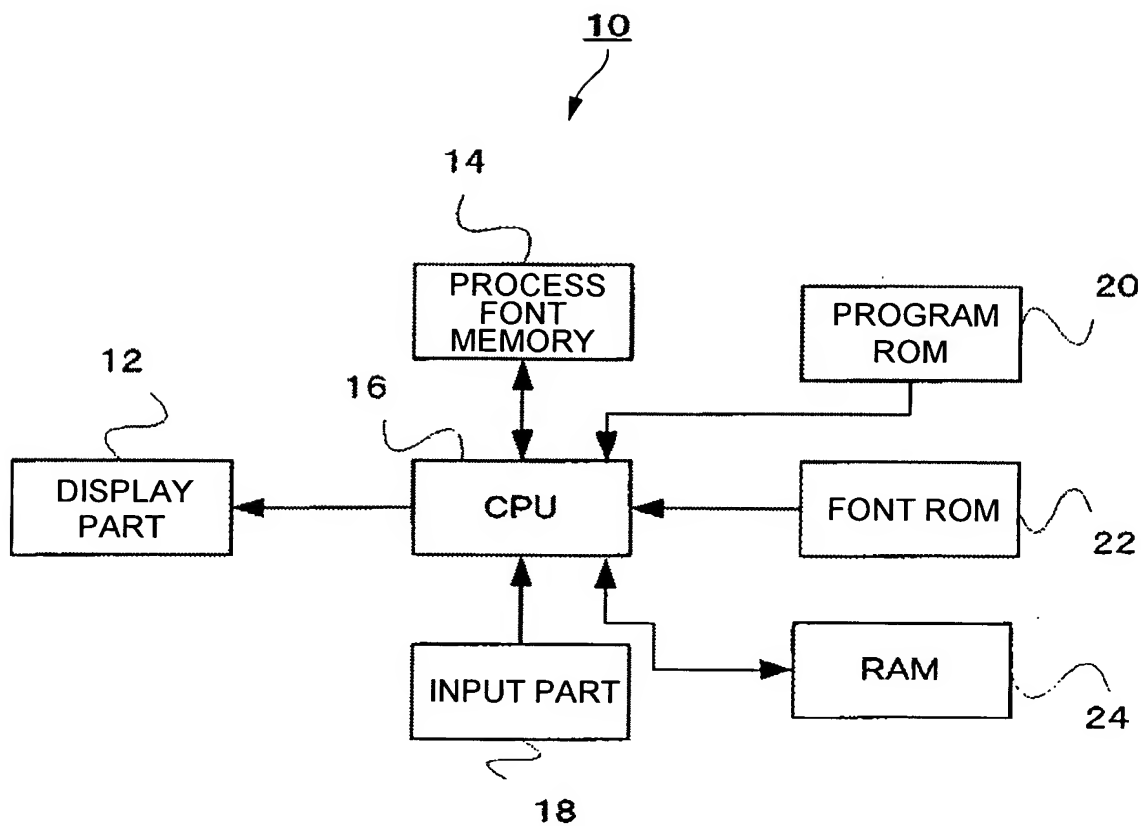 10
14
PROCESS
FONT
MEMORY
20
PROGRAM
ROM
12
16
DISPLAY
PART
CPU
FONT ROM
22
INPUT PART
RAM
24
18